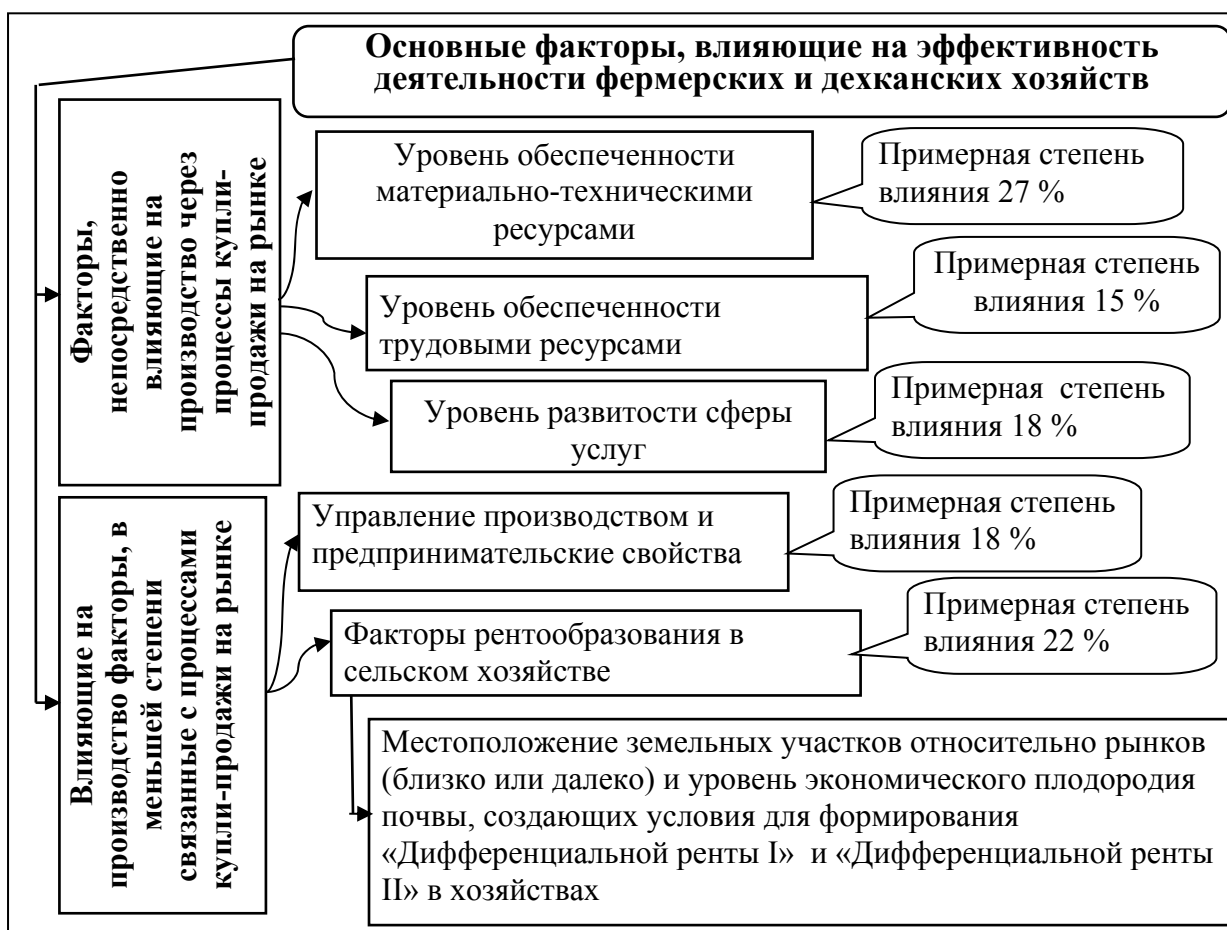 Основные факторы, влияющие на эффективность
деятельности фермерских и дехканских хозяйств
Факторы,
непосредственно
влияющие на
производство через
процессы купли-
продажи на рынке
Уровень обеспеченности
материально-техническими
ресурсами
Примерная степень
влияния 27 %
Уровень обеспеченности
трудовыми ресурсами
Примерная степень
влияния 15 %
Уровень развитости сферы
услуг
Примерная степень
влияния 18 %
Влияющие на
производство факторы, в
меньшей степени
связанные с процессами
купли-продажи на рынке
Управление производством и
предпринимательские свойства
Примерная степень
влияния 18 %
Факторы рентообразования в
сельском хозяйстве
Примерная степень
влияния 22 %
Местоположение земельных участков относительно рынков
(близко или далеко) и уровень экономического плодородия
почвы, создающих условия для формирования
«Дифференциальной ренты I» и «Дифференциальной ренты
II» в хозяйствах